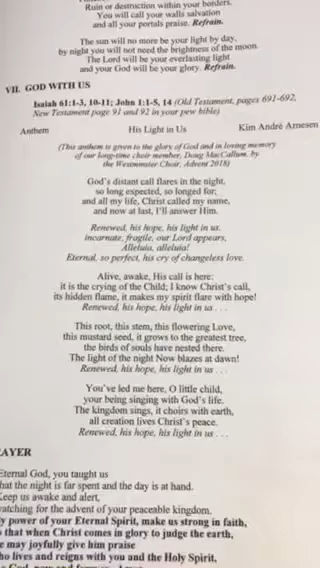 Ruin or destruction within your borders.
You will call your walls salvation
and all your portals praise. Refrain.
The sun will no more be your light by day,
by night you will not need the brightness of the moon.
The Lord will be your everlasting light
and your God will be your glory. Refrain.
VII. GOD WITH US
Isaiah 61:1-3, 10-11; John 1:1-5, 14 (Old Testament, pages 691-692,
New Testament page 91 and 92 in your pew bible)
Anthem His Light in Us Kim André Arnesen
(This anthem is given to the glory of God and in loving memory
of our long-time choir member, Doug MacCallum, by
the Westminster Choir, Advent 2018)
God's distant call flares in the night,
so long expected, so longed for;
and all my life, Christ called my name,
and now at last, I'll answer Him.
Renewed, his hope, his light in us,
incarnate, fragile, our Lord appears,
Alleluia, alleluia!
Eternal, so perfect, his cry of changeless love.
Alive, awake, His call is here:
it is the crying of the Child; I know Christ's call,
its hidden flame, it makes my spirit flare with hope!
Renewed, his hope, his light in us . . .
This root, this stem, this flowering Love,
this mustard seed, it grows to the greatest tree,
the birds of souls have nested there.
The light of the night Now blazes at dawn!
Renewed, his hope, his light in us . . .
You've led me here, O little child,
your being singing with God's life.
The kingdom sings, it choirs with earth,
all creation lives Christ's peace.
Renewed, his hope, his light in us . . .
AYER
Eternal God, you taught us
hat the night is far spent and the day is at hand.
Keep us awake and alert,
vatching for the advent of your peaceable kingdom.
y power of your Eternal Spirit, make us strong in faith,
that when Christ comes in glory to judge the earth,
e may joyfully give him praise
ho lives and reigns with you and the Holy Spirit,